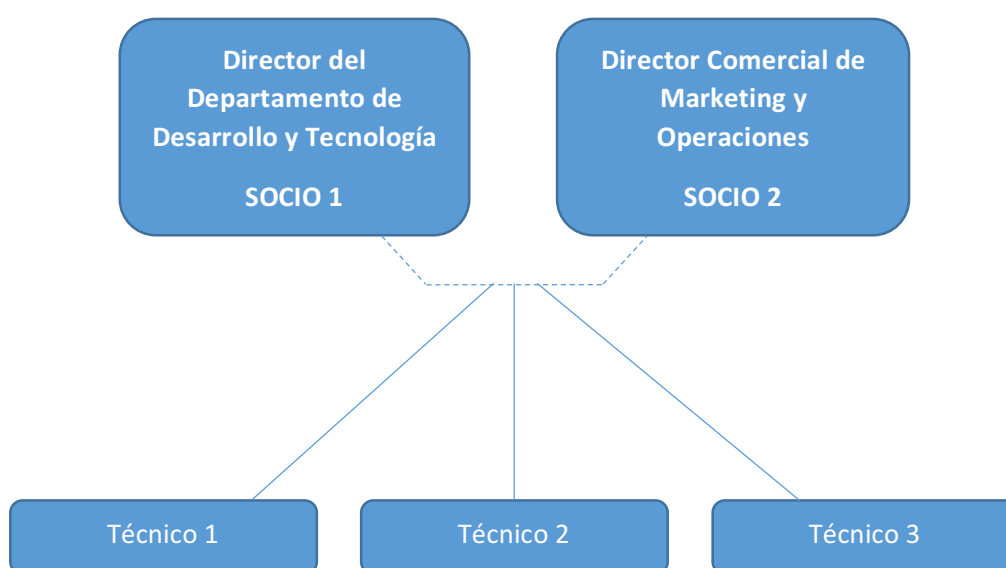 Director del
Departamento de
Desarrollo y Tecnología
SOCIO 1
Director Comercial de
Marketing y
Operaciones
SOCIO 2
Técnico 1
Técnico 2
Técnico 3